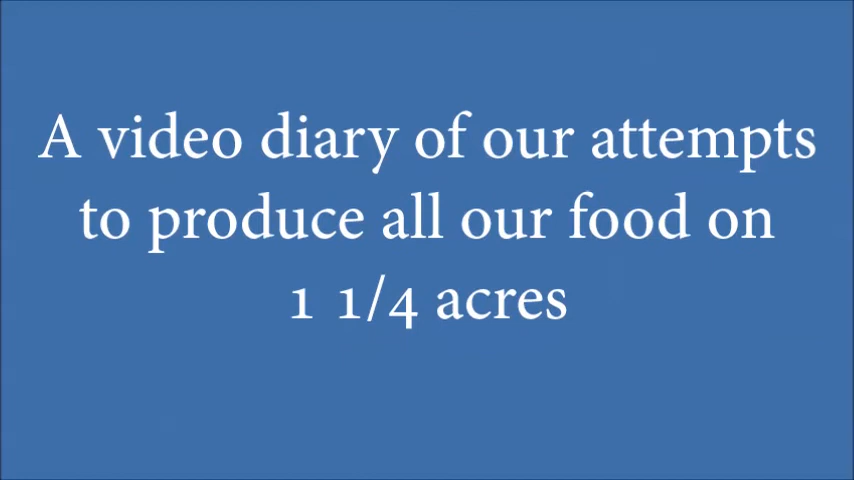 A video diary of our attempts
to produce all our food on
1 1/4 acres